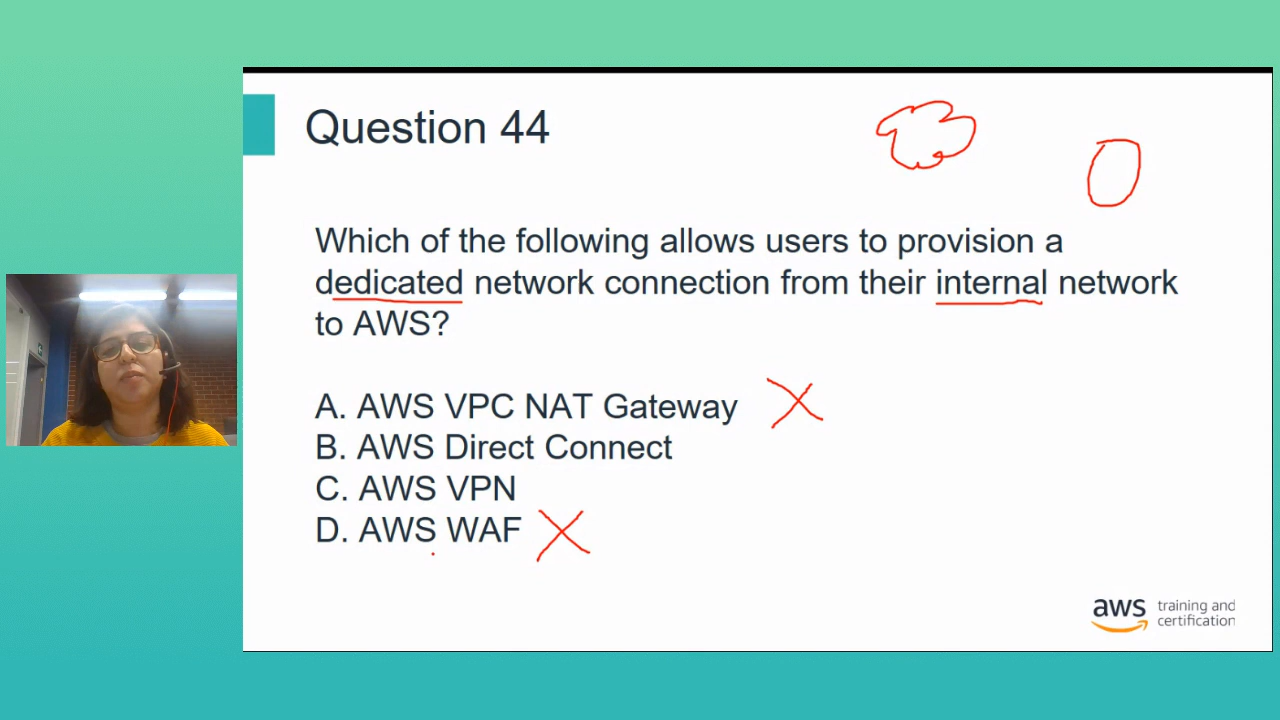 Question 44
Which of the following allows users to provision a
dedicated network connection from their internal network
to AWS?
A. AWS VPC NAT Gateway
B. AWS Direct Connect
C. AWS VPN
D. AWS WAF
aws training and
certification